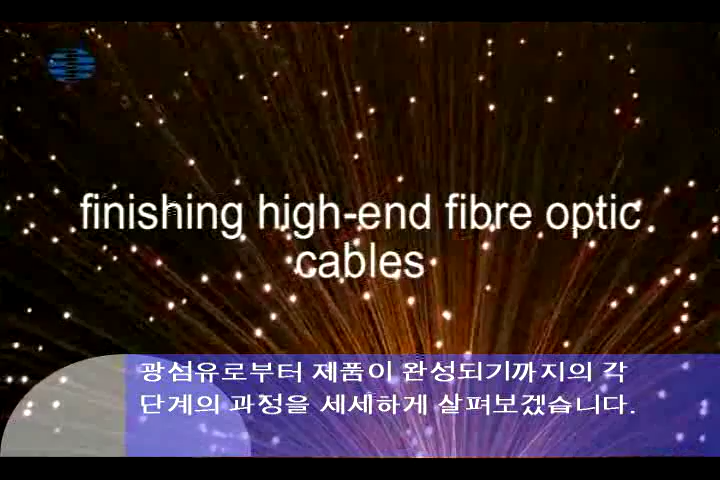 finishing high-end fibre optic
cables
광섬유로부터 제품이 완성되기까지의 각
단계의 과정을 세세하게 살펴보겠습니다.